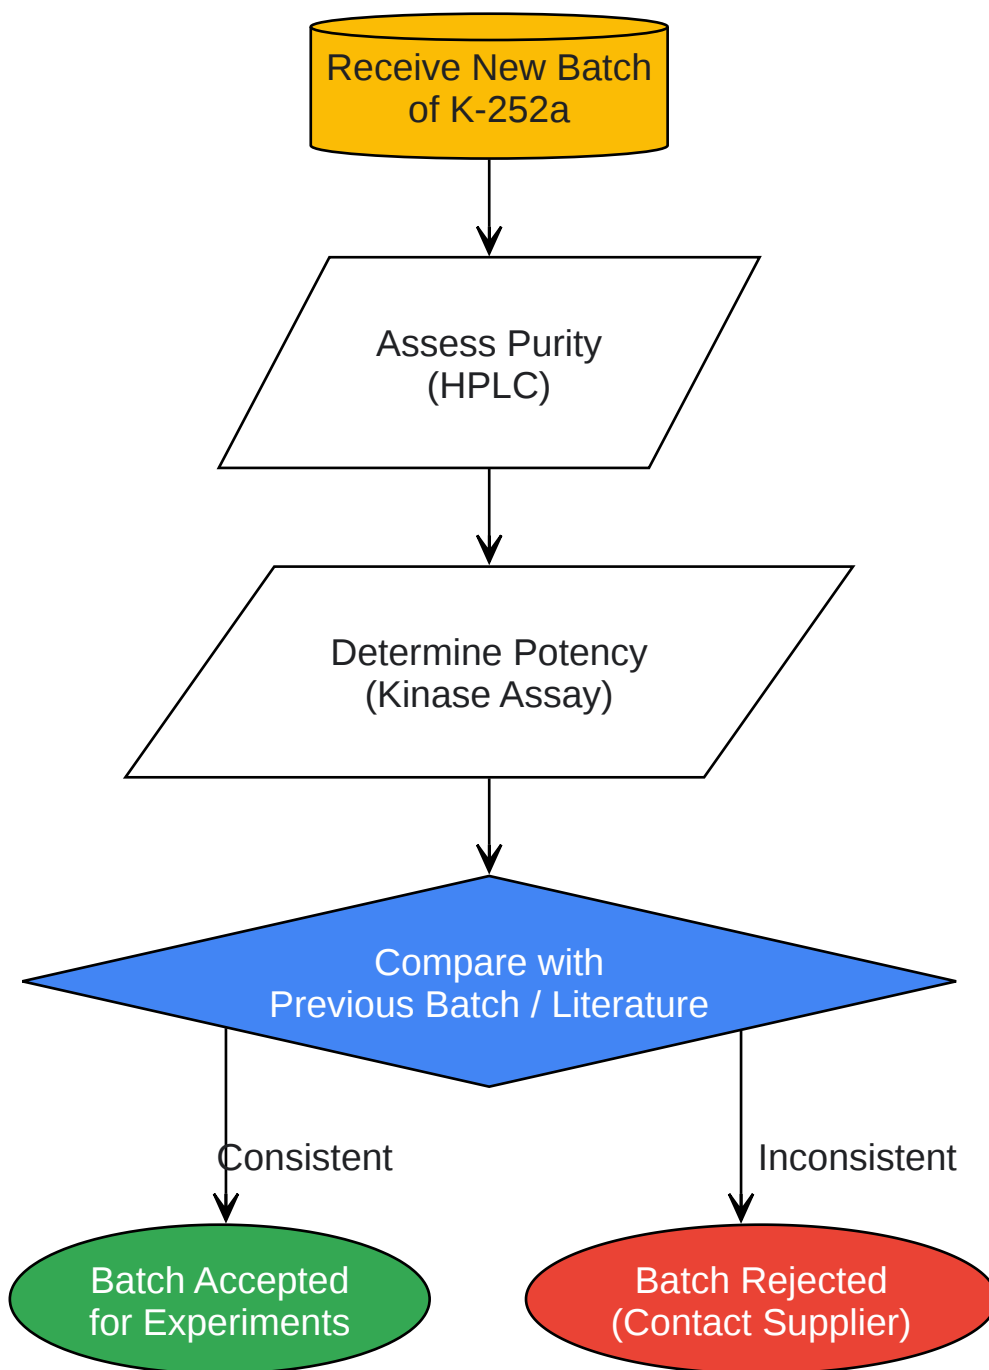 Receive New Batch
of K-252a
Assess Purity
(HPLC)
Determine Potency
(Kinase Assay)
Compare with
Previous Batch / Literature
Consistent
Inconsistent
Batch Accepted
for Experiments
Batch Rejected
(Contact Supplier)